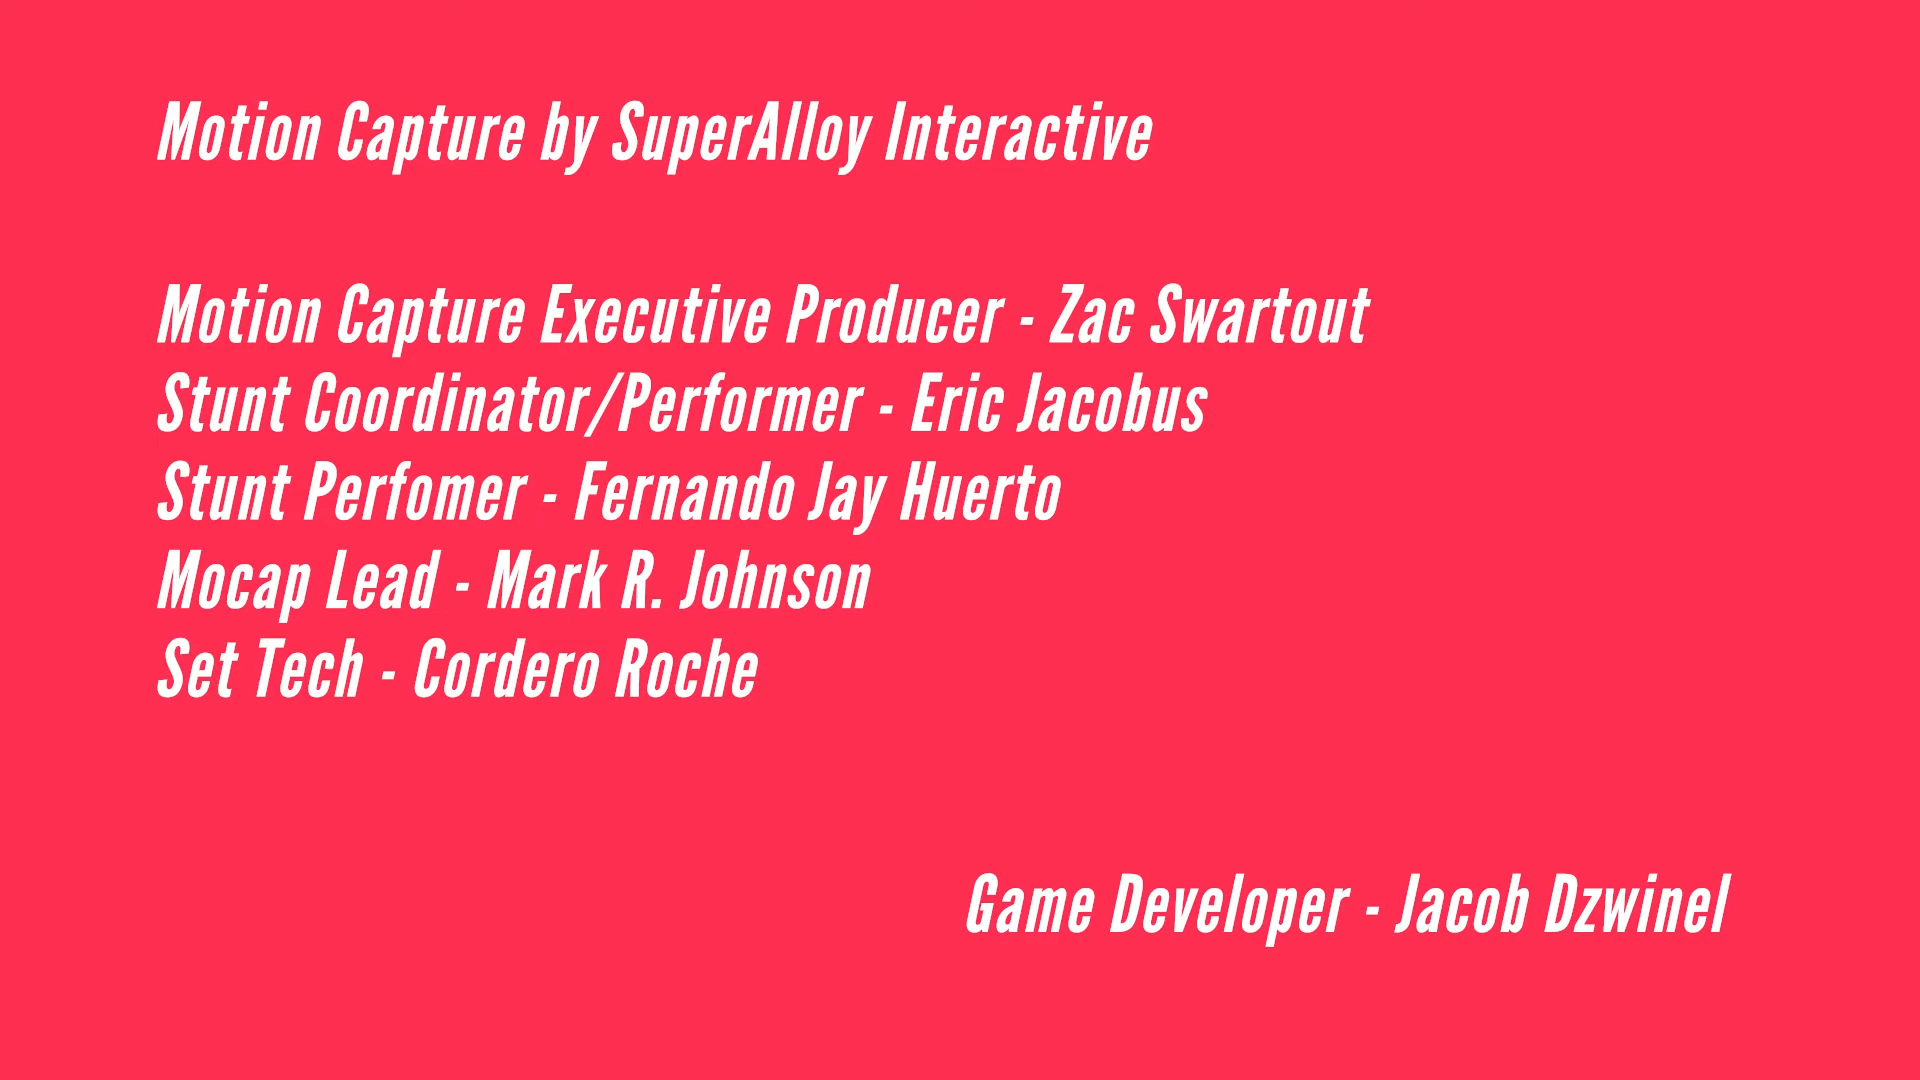 Motion Capture by SuperAlloy Interactive
Motion Capture Executive Producer - Zac Swartout
Stunt Coordinator/Performer - Eric Jacobus
Stunt Perfomer - Fernando Jay Huerto
Mocap Lead - Mark R. Johnson
Set Tech - Cordero Roche
Game Developer - Jacob Dzwinel